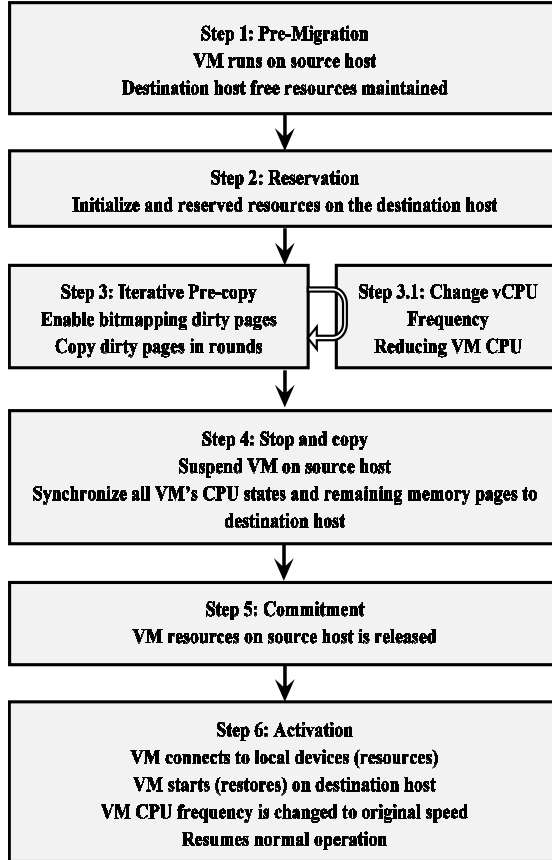 Step 1: Pre-Migration
VM runs on source host
Destination host free resources maintained
Step 2: Reservation
Initialize and reserved resources on the destination host
Step 3: Iterative Pre-copy
Enable bitmapping dirty pages
Copy dirty pages in rounds
Step 3.1: Change vCPU
Frequency
Reducing VM CPU
Step 4: Stop and copy
Suspend VM on source host
Synchronize all VM's CPU states and remaining memory pages to
destination host
Step 5: Commitment
VM resources on source host is released
Step 6: Activation
VM connects to local devices (resources)
VM starts (restores) on destination host
VM CPU frequency is changed to original speed
Resumes normal operation